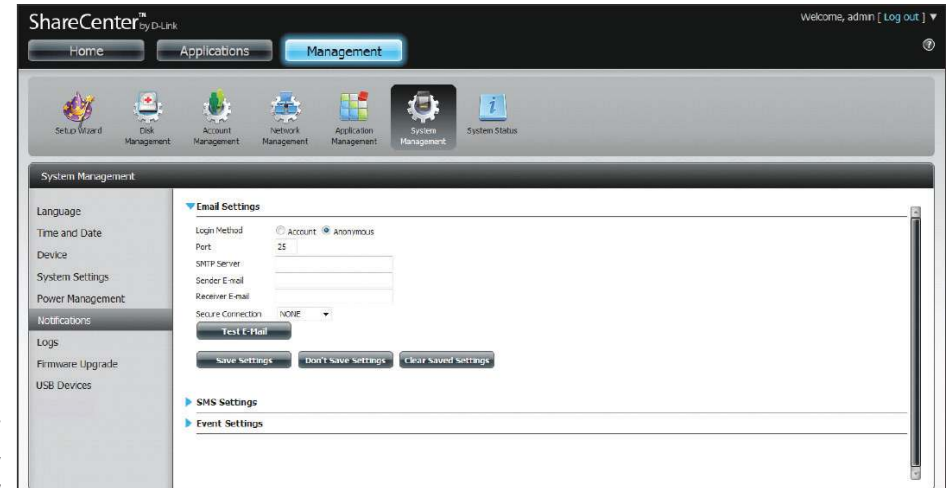 ShareCenter™ by D-Link
Welcome, admin [ Log out ] ▼
Home Applications Management
Setup Wizard
Disk Management
Account Management
Network Management
Application Management
System Management
System Status
System Management
Language
Time and Date
Device
System Settings
Power Management
Notifications
Logs
Firmware Upgrade
USB Devices
Email Settings
Login Method Account Anonymous
Port 25
SMTP Server
Sender E-mail
Receiver E-mail
Secure Connection NONE
Test E-Mail
Save Settings Don't Save Settings Clear Saved Settings
SMS Settings
Event Settings